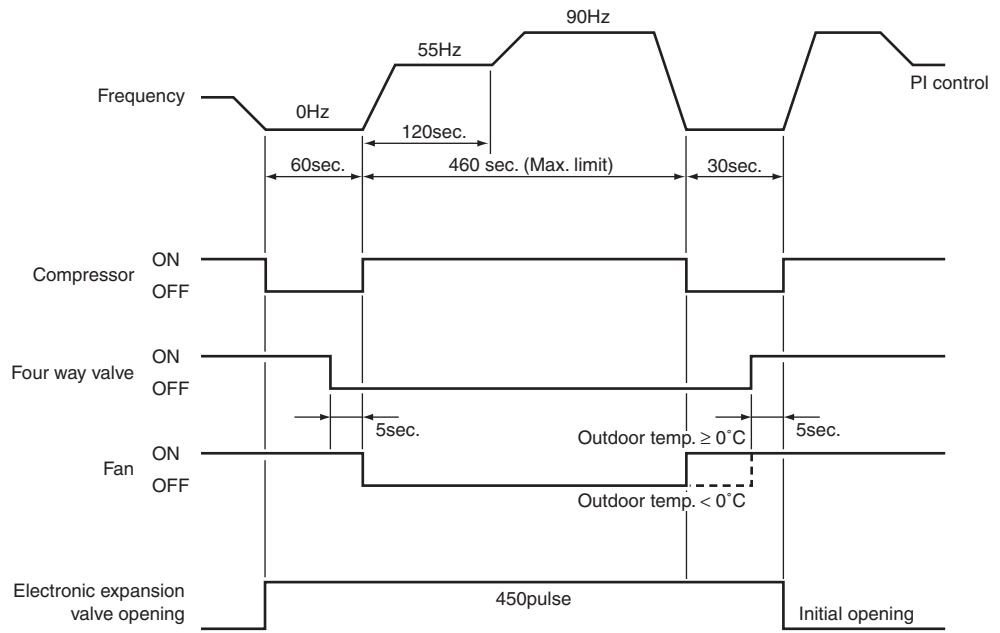 90Hz
55Hz
Frequency
PI control
0Hz
120sec.
60sec.
460 sec. (Max. limit)
30sec.
ON
Compressor
OFF
ON
Four way valve
OFF
5sec.
5sec.
Outdoor temp. ≥ 0˚C
ON
Fan
OFF
Outdoor temp. < 0˚C
Electronic expansion
valve opening
450pulse
Initial opening